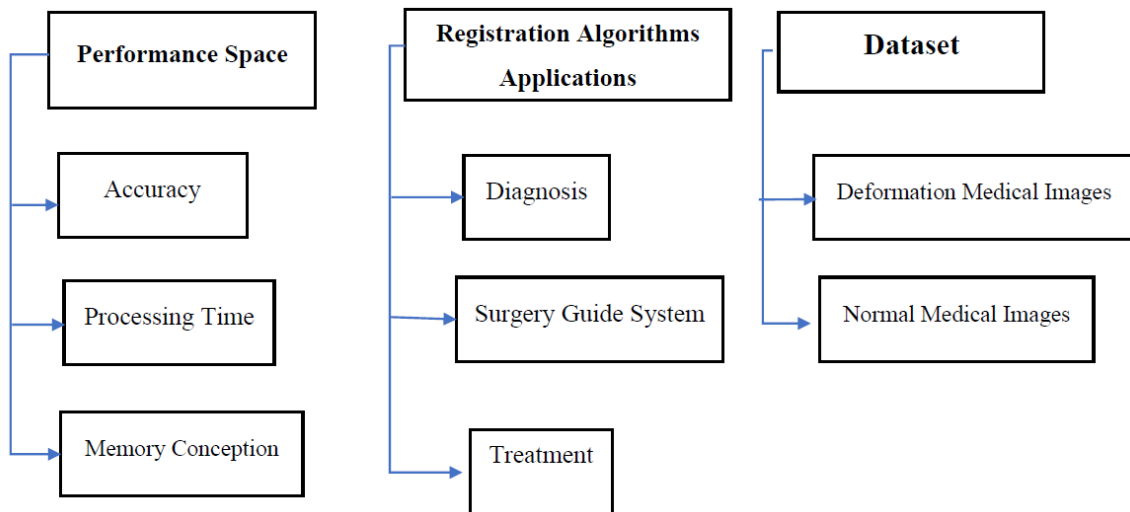 Performance Space
Accuracy
Processing Time
Memory Conception
Registration Algorithms
Applications
Diagnosis
Surgery Guide System
Treatment
Dataset
Deformation Medical Images
Normal Medical Images